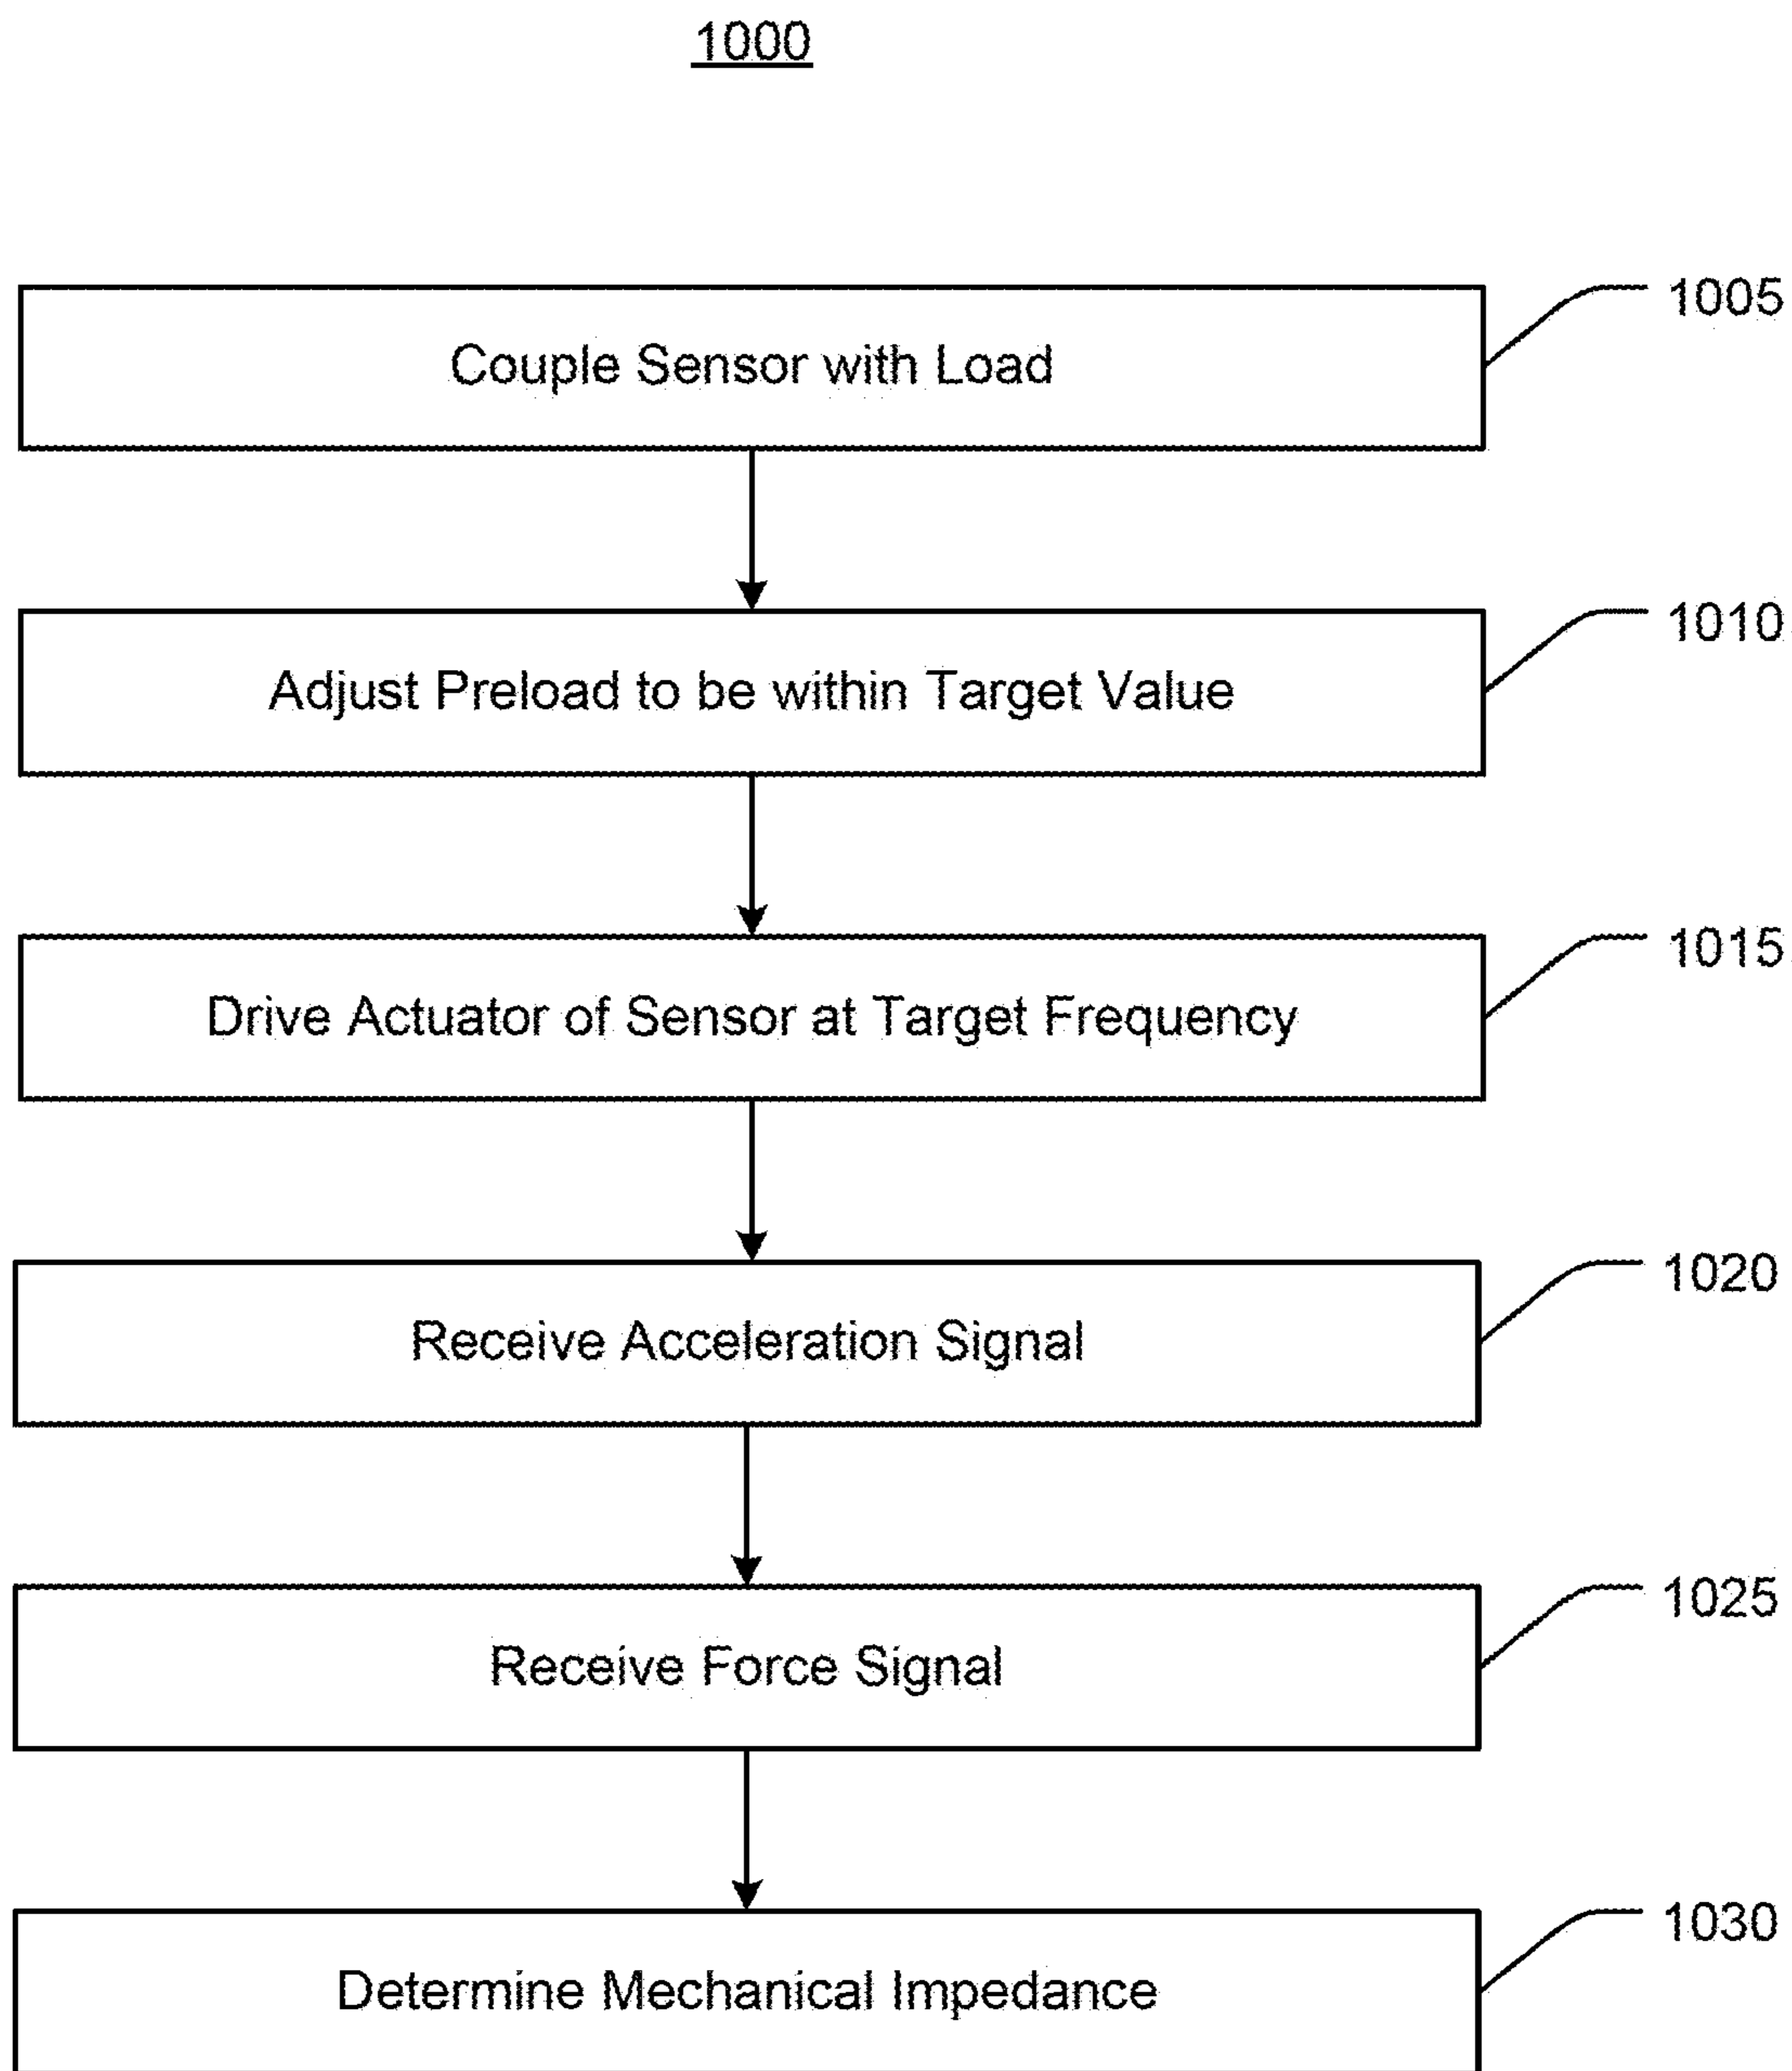 1000
Couple Sensor with Load
1005
Adjust Preload to be within Target Value
1010
Drive Actuator of Sensor at Target Frequency
1015
Receive Acceleration Signal
1020
Receive Force Signal
1025
Determine Mechanical Impedance
1030